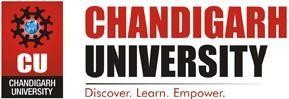 CU
CHANDIGARH
UNIVERSITY
CHANDIGARH
UNIVERSITY
Discover. Learn. Empower.